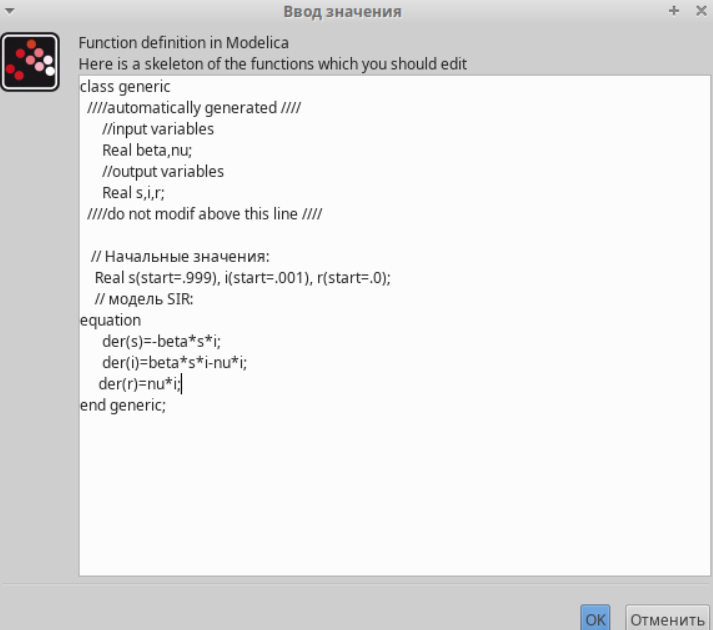 Ввод значения
Function definition in Modelica
Here is a skeleton of the functions which you should edit
class generic
////automatically generated ////
//input variables
Real beta,nu;
//output variables
Real s,i,r;
////do not modif above this line ////
// Начальные значения:
Real s(start=.999), i(start=.001), r(start=.0);
// модель SIR:
equation
der(s)=-beta*s*i;
der(i)=beta*s*i-nu*i;
der(r)=nu*i;
end generic;
OK
Отменить